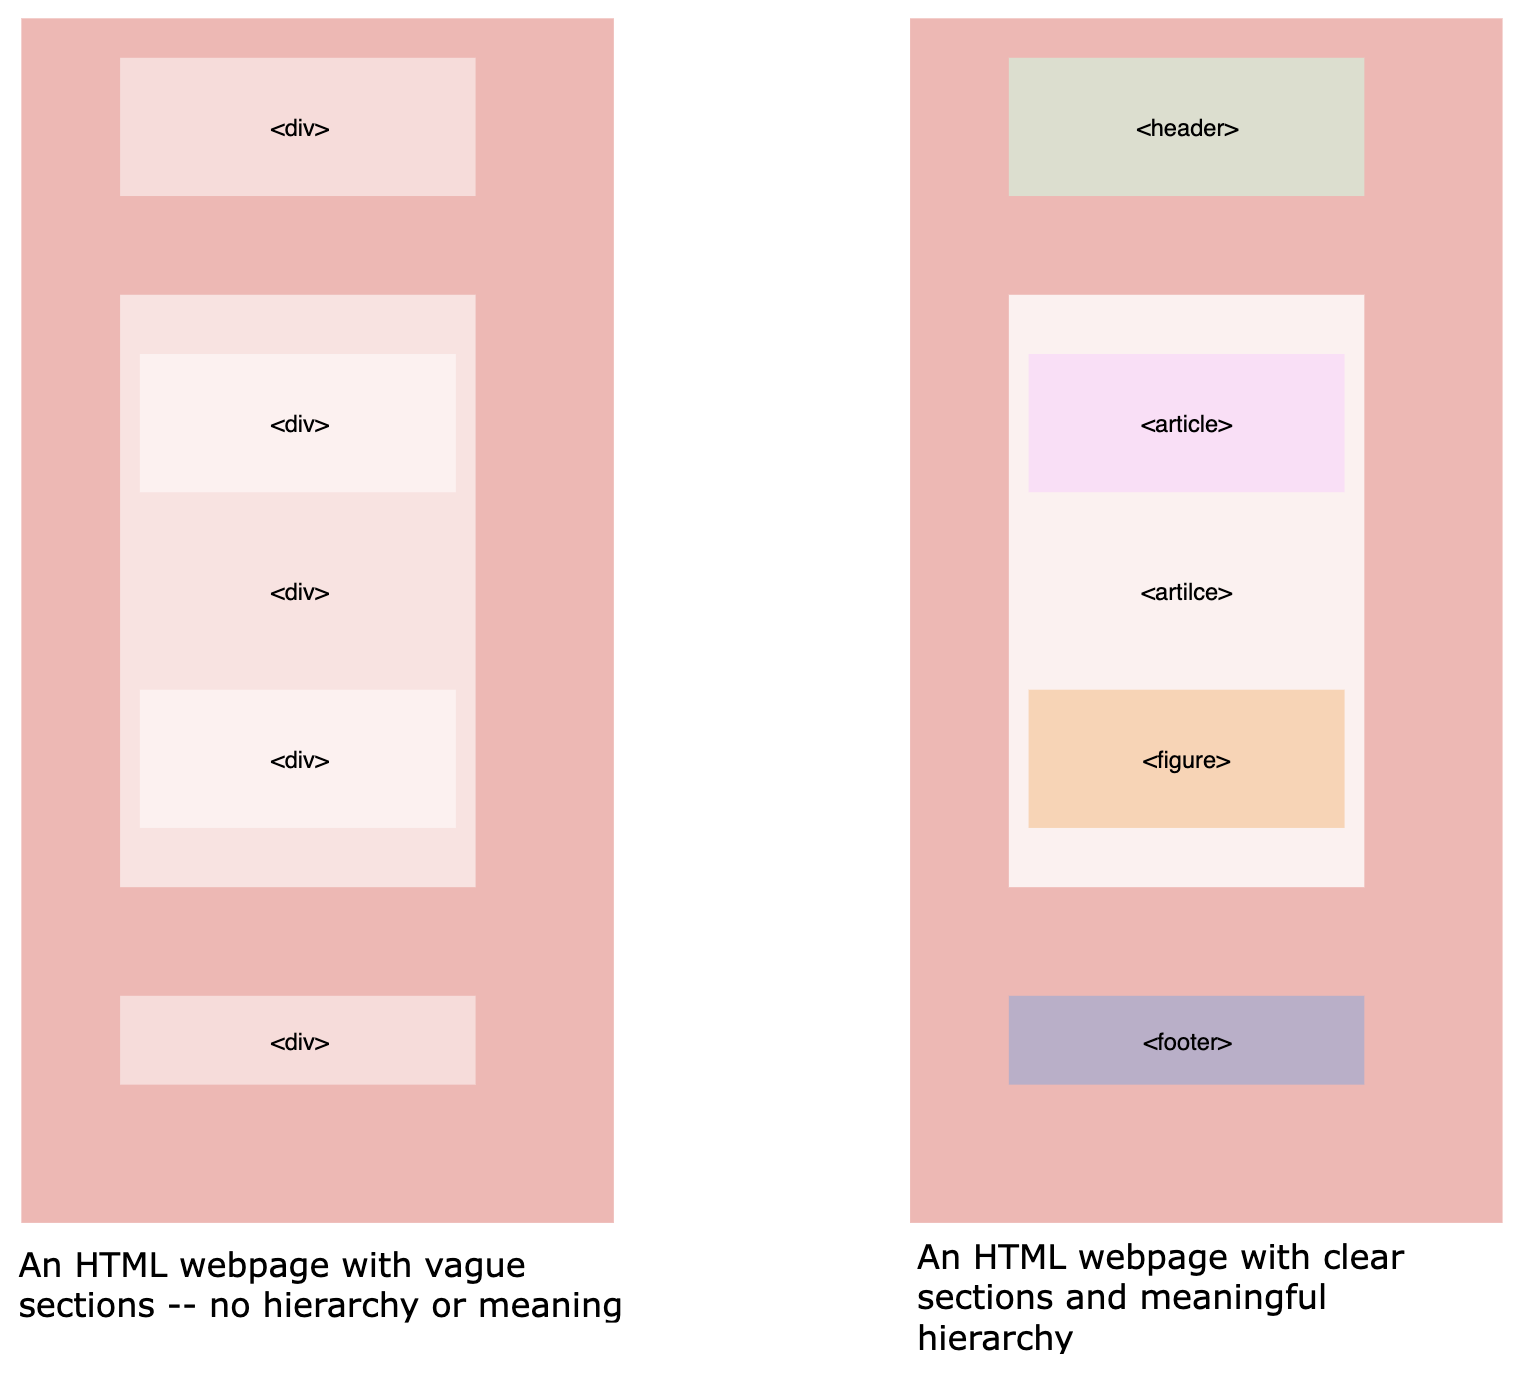 <div>
<div>
<div>
<div>
<div>
An HTML webpage with vague
sections -- no hierarchy or meaning
<header>
<article>
<artilce>
<figure>
<footer>
An HTML webpage with clear
sections and meaningful
hierarchy